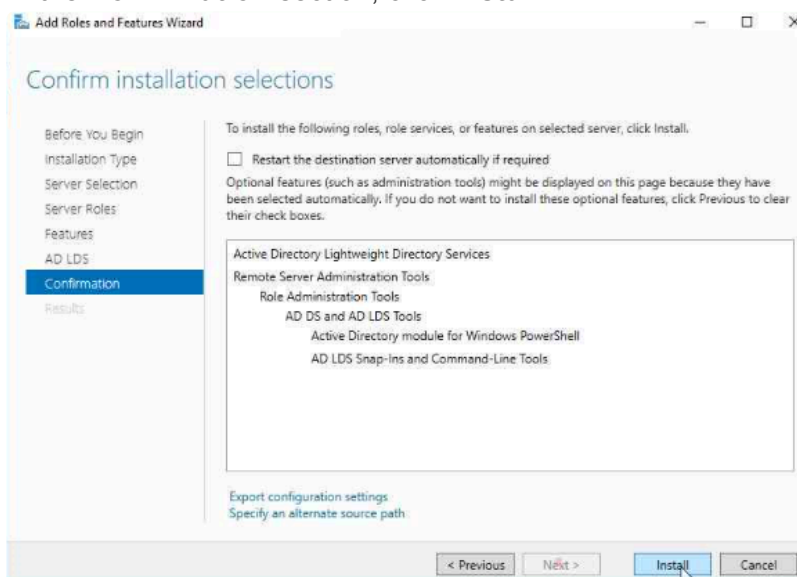 Add Roles and Features Wizard
Confirm installation selections
Before You Begin
Installation Type
Server Selection
Server Roles
Features
AD LDS
Confirmation
Results
To install the following roles, role services, or features on selected server, click Install.
Restart the destination server automatically if required
Optional features (such as administration tools) might be displayed on this page because they have
been selected automatically. If you do not want to install these optional features, click Previous to clear
their check boxes.
Active Directory Lightweight Directory Services
Remote Server Administration Tools
Role Administration Tools
AD DS and AD LDS Tools
Active Directory module for Windows PowerShell
AD LDS Snap-Ins and Command-Line Tools
Export configuration settings
Specify an alternate source path
< Previous
Next >
Install
Cancel